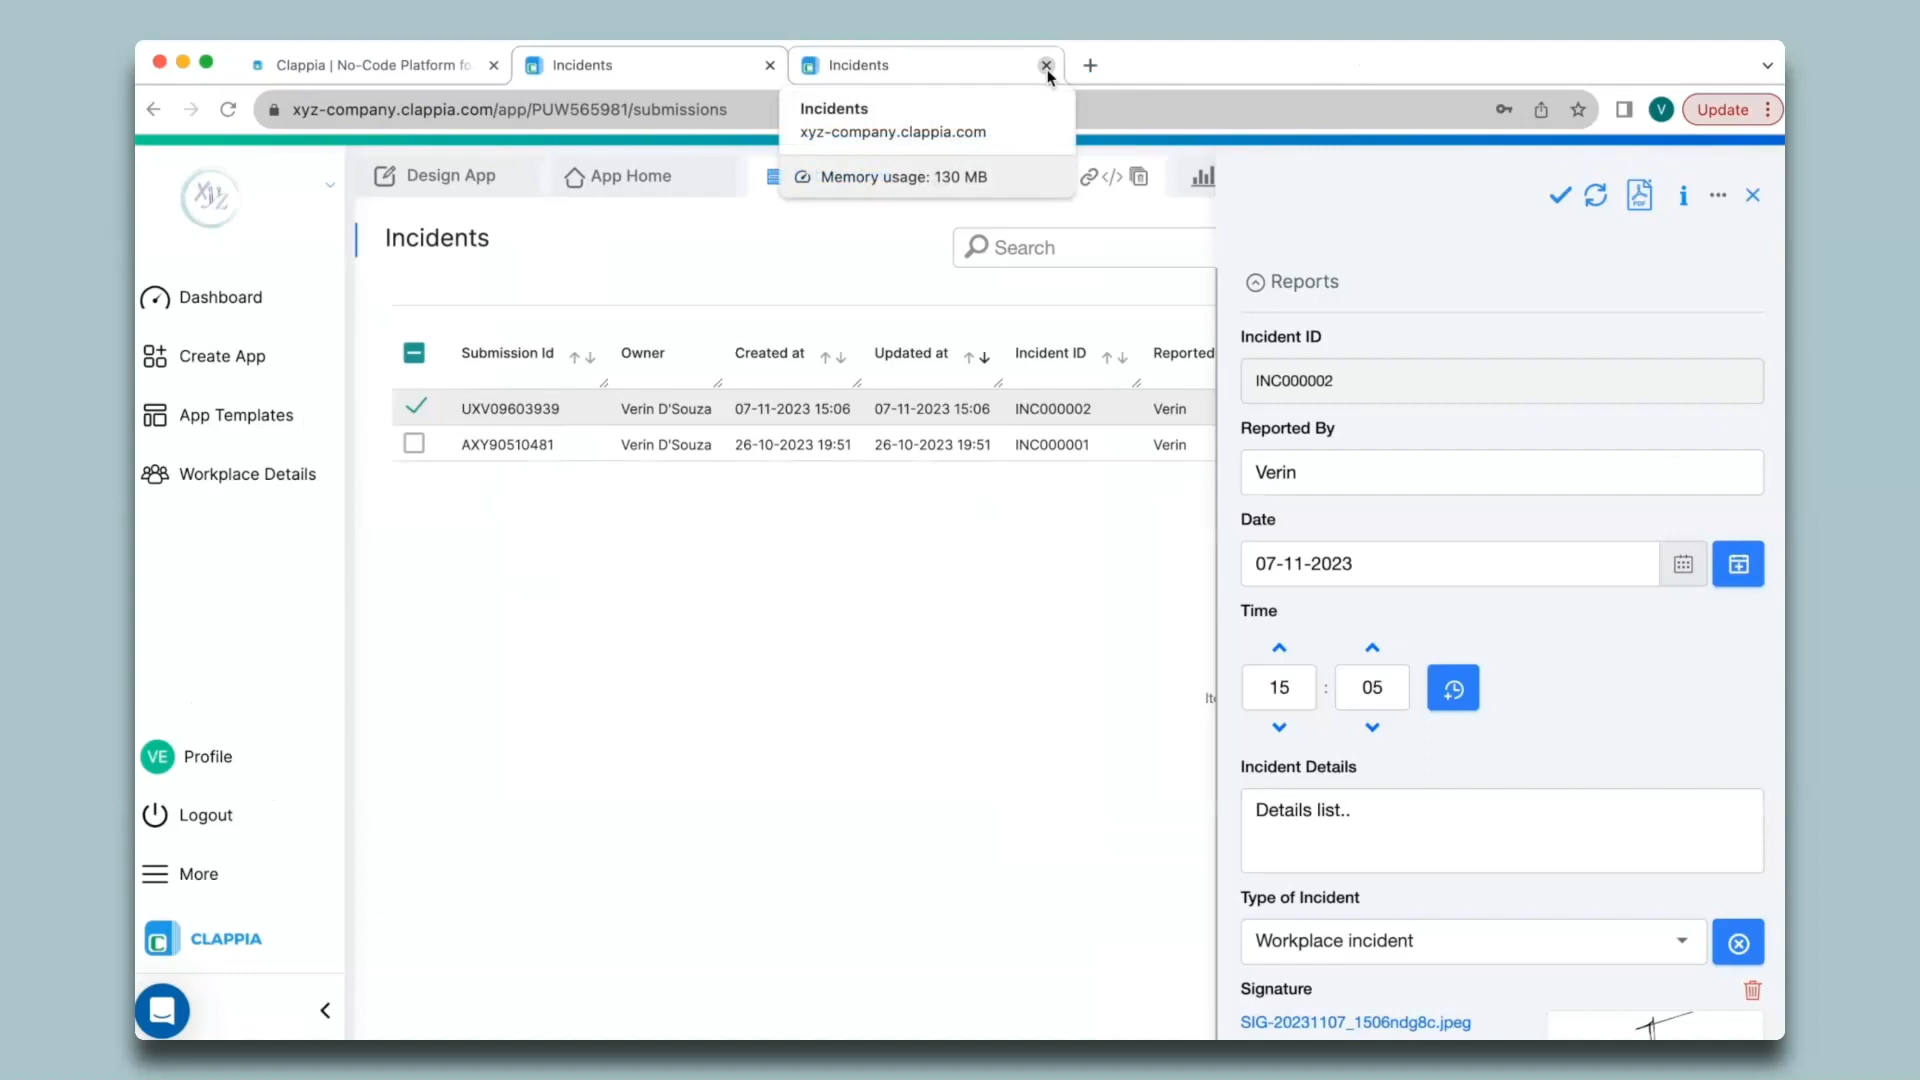 Clappia | No-Code Platform fo
Incidents
Incidents
xyz-company.clappia.com/app/PUW565981/submissions
Update
Incidents
xyz-company.clappia.com
Memory usage: 130 MB
xyz
Design App
App Home
Incidents
Search
Dashboard
Create App
App Templates
Workplace Details
Profile
VE
Logout
More
CLAPPIA
Submission Id
Owner
Created at
Updated at
Incident ID
Reported
UXV09603939 Verin D'Souza 07-11-2023 15:06 07-11-2023 15:06 INC000002 Verin
AXY90510481 Verin D'Souza 26-10-2023 19:51 26-10-2023 19:51 INC000001 Verin
PDF
Reports
Incident ID
INC000002
Reported By
Verin
Date
07-11-2023
Time
15 : 05
Incident Details
Details list..
Type of Incident
Workplace incident
Signature
SIG-20231107_1506ndg8c.jpeg